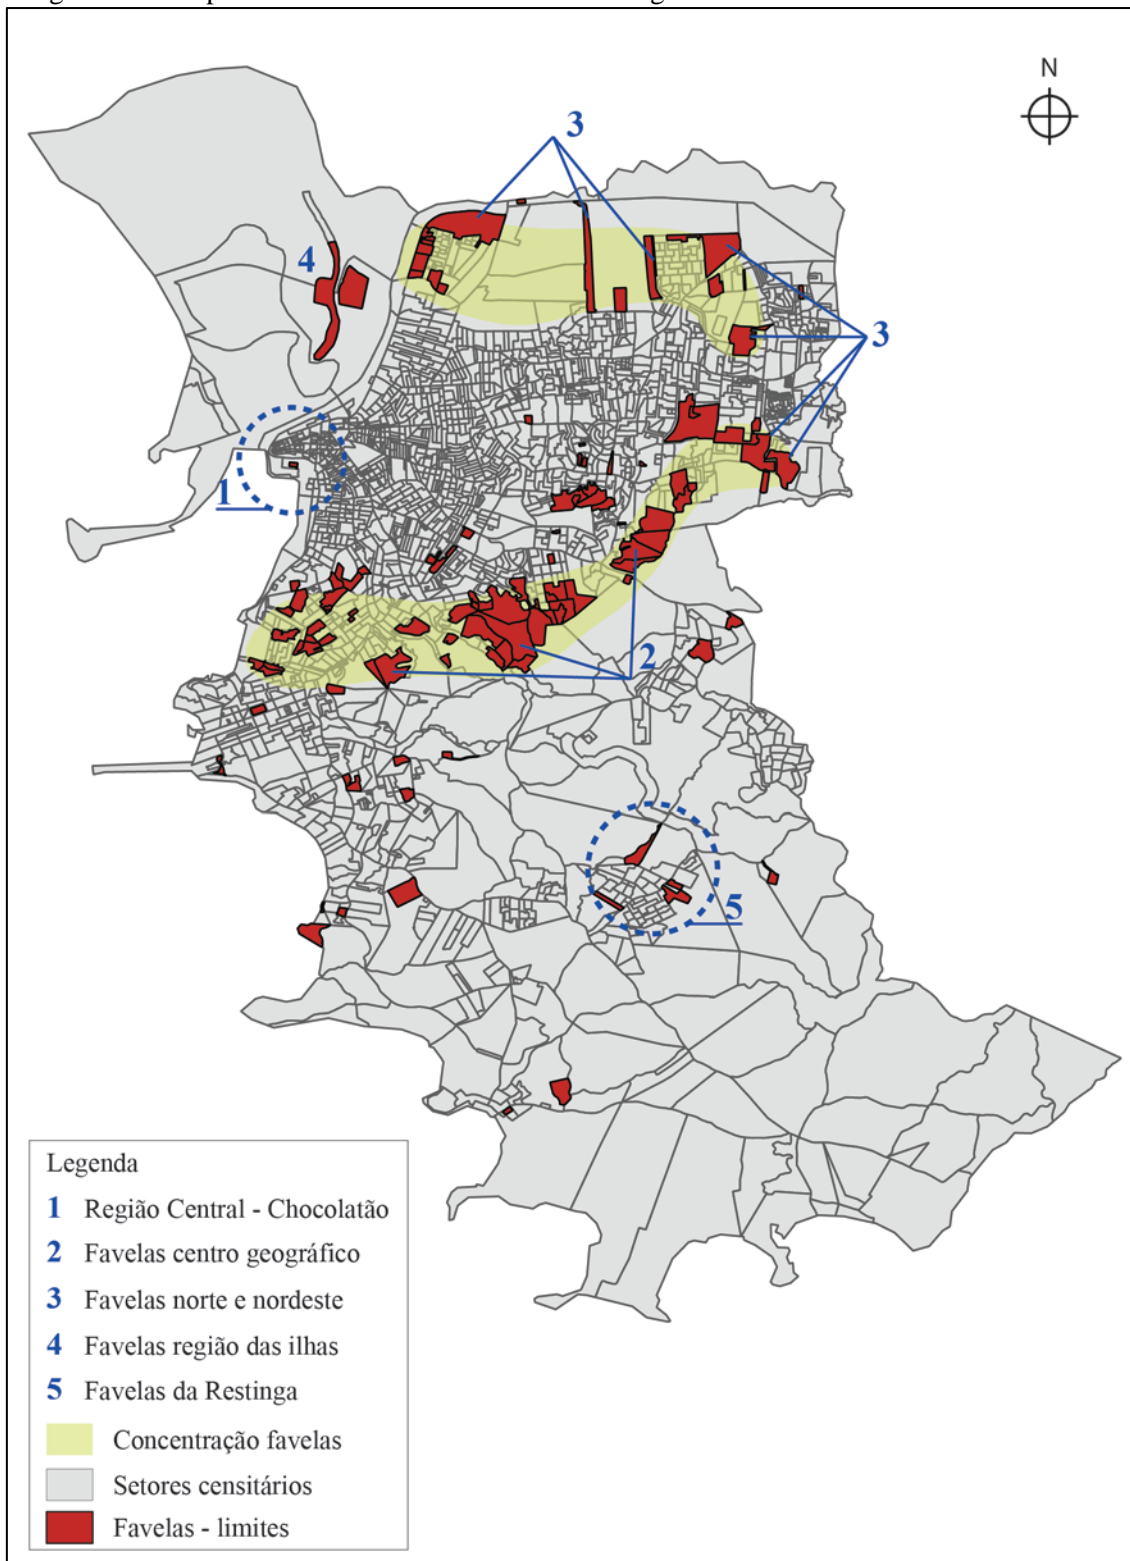 N
3
4
3
1
2
5
Legenda
1 Região Central - Chocolatão
2 Favelas centro geográfico
3 Favelas norte e nordeste
4 Favelas região das ilhas
5 Favelas da Restinga
Concentração favelas
Setores censitários
Favelas - limites